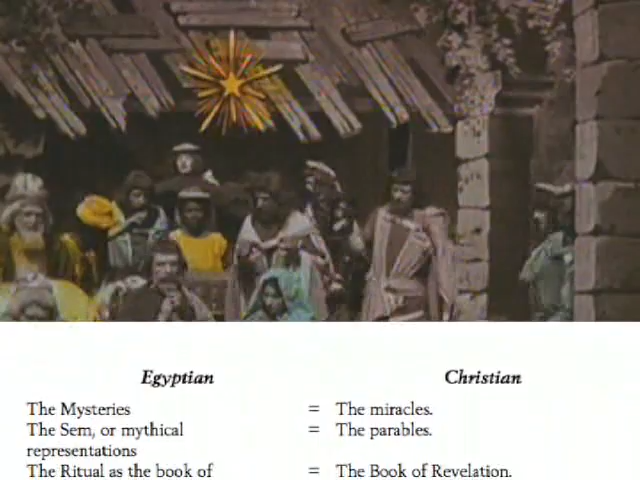 Egyptian Christian
The Mysteries = The miracles.
The Sem, or mythical = The parables.
representations
The Ritual as the book of = The Book of Revelation.